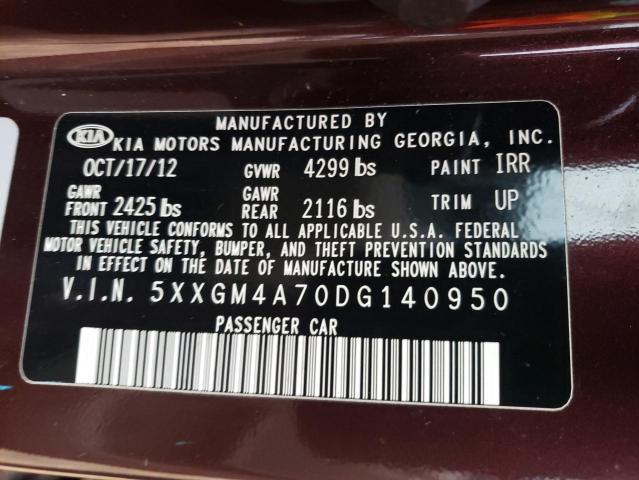 MANUFACTURED BY
KIA KIA MOTORS MANUFACTURING GEORGIA, INC.
OCT/17/12 GVWR 4299 lbs PAINT IRR
GAWR FRONT 2425 lbs GAWR REAR 2116 lbs TRIM UP
THIS VEHICLE CONFORMS TO ALL APPLICABLE U.S.A. FEDERAL
MOTOR VEHICLE SAFETY, BUMPER, AND THEFT PREVENTION STANDARDS
IN EFFECT ON THE DATE OF MANUFACTURE SHOWN ABOVE.
V.I.N. 5XXGM4A70DG140950
PASSENGER CAR